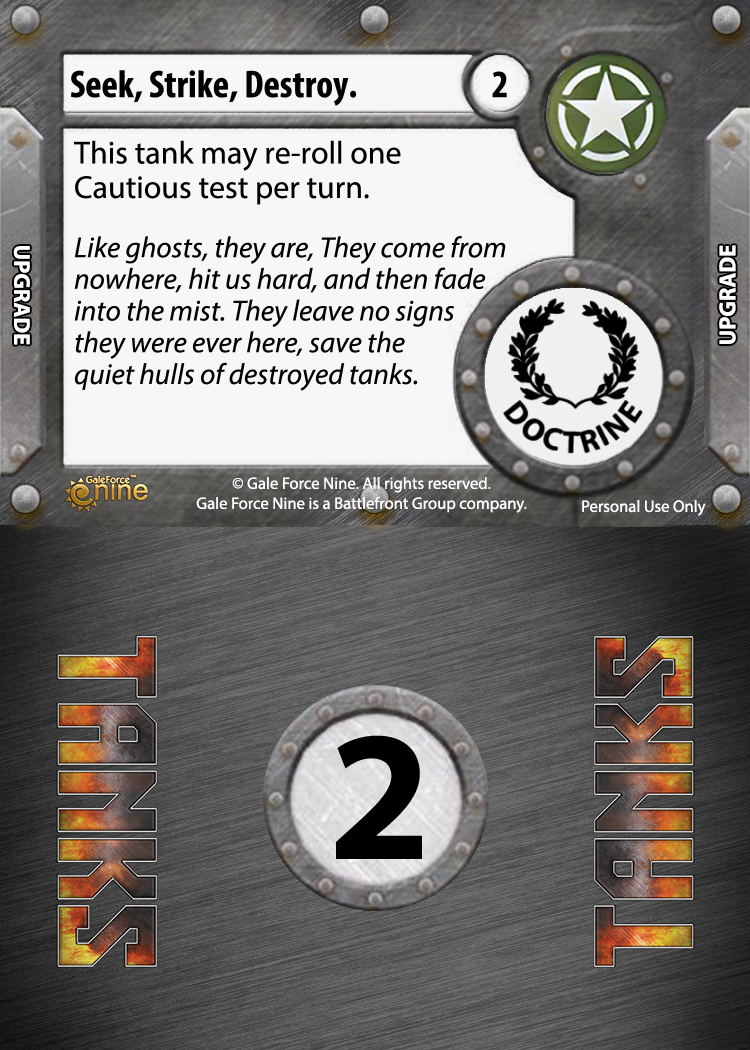 Seek, Strike, Destroy.
2
This tank may re-roll one
Cautious test per turn.
Like ghosts, they are, They come from
nowhere, hit us hard, and then fade
into the mist. They leave no signs
they were ever here, save the
quiet hulls of destroyed tanks.
UPGRADE
UPGRADE
DOCTRINE
GaleForce™
nine
© Gale Force Nine. All rights reserved.
Gale Force Nine is a Battlefront Group company.
Personal Use Only
TANKS
2
TANKS